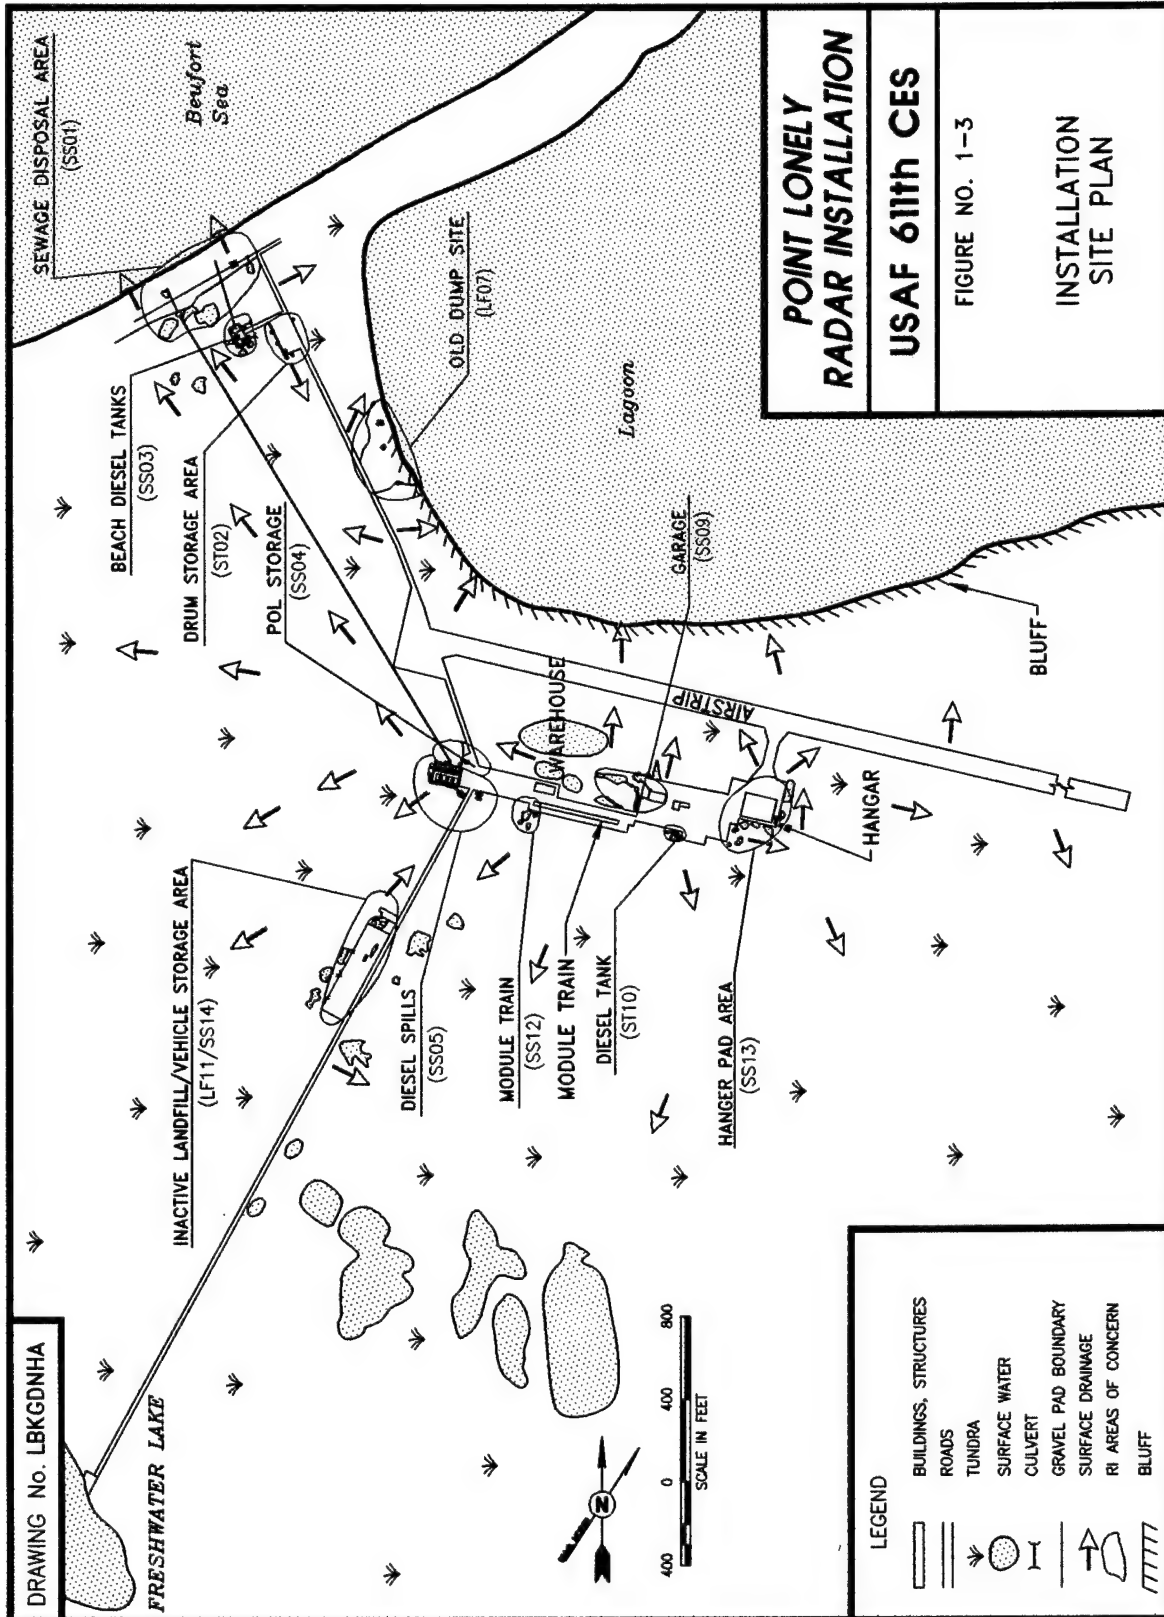 DRAWING No. LBKGDNHA
FRESHWATER LAKE
INACTIVE LANDFILL/VEHICLE STORAGE AREA
(LF11/SS14)
BEACH DIESEL TANKS
(SS03)
DRUM STORAGE AREA
(ST02)
POL STORAGE
(SS04)
SEWAGE DISPOSAL AREA
(SS01)
Beufort
Sea
OLD DUMP SITE
(LF07)
Lagoon
GARAGE
(SS09)
WAREHOUSE
AIRSTRIP
BLUFF
HANGAR
DIESEL SPILLS
(SS05)
MODULE TRAIN
(SS12)
MODULE TRAIN
DIESEL TANK
(ST10)
HANGER PAD AREA
(SS13)
N
400 0 400 800
SCALE IN FEET
LEGEND
BUILDINGS, STRUCTURES
ROADS
TUNDRA
SURFACE WATER
CULVERT
GRAVEL PAD BOUNDARY
SURFACE DRAINAGE
RI AREAS OF CONCERN
BLUFF
POINT LONELY
RADAR INSTALLATION
USAF 611th CES
FIGURE NO. 1-3
INSTALLATION
SITE PLAN